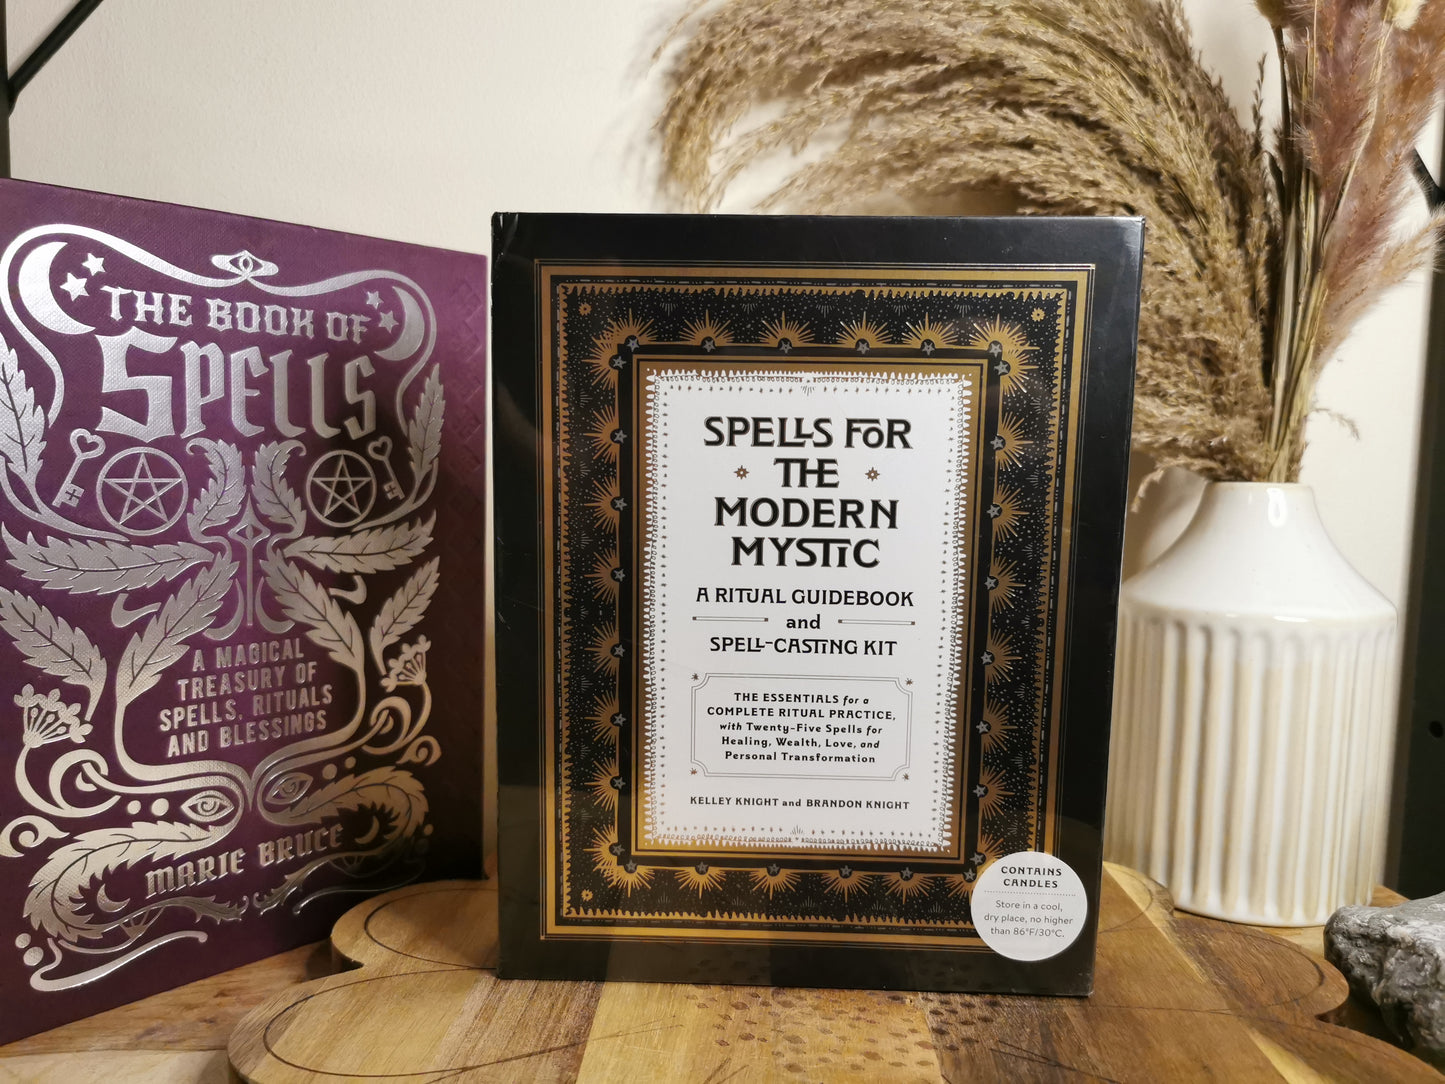 THE BOOK OF
SPELLS
A MAGICAL
TREASURY OF
SPELLS, RITUALS
AND BLESSINGS
MARIE BRUCE
SPELLS FOR
THE
MODERN
MYSTIC
A RITUAL GUIDEBOOK
and
SPELL-CASTING KIT
THE ESSENTIALS for a
COMPLETE RITUAL PRACTICE,
with Twenty-Five Spells for
Healing, Wealth, Love, and
Personal Transformation
KELLEY KNIGHT and BRANDON KNIGHT
CONTAINS
CANDLES
Store in a cool,
dry place, no higher
than 86°F/30°C.